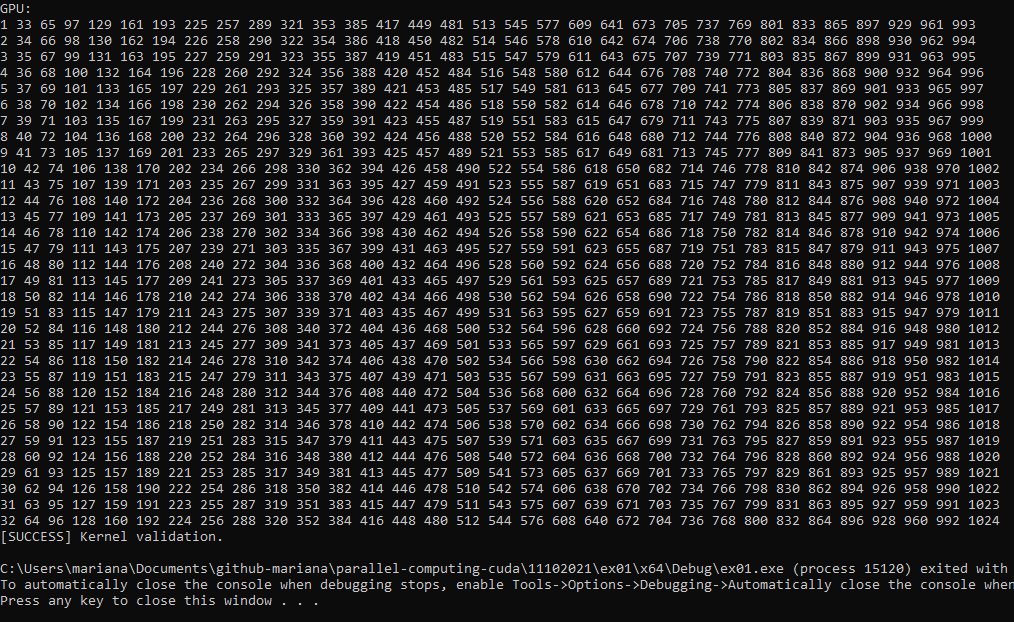 GPU:
1 33 65 97 129 161 193 225 257 289 321 353 385 417 449 481 513 545 577 609 641 673 705 737 769 801 833 865 897 929 961 993
2 34 66 98 130 162 194 226 258 290 322 354 386 418 450 482 514 546 578 610 642 674 706 738 770 802 834 866 898 930 962 994
3 35 67 99 131 163 195 227 259 291 323 355 387 419 451 483 515 547 579 611 643 675 707 739 771 803 835 867 899 931 963 995
4 36 68 100 132 164 196 228 260 292 324 356 388 420 452 484 516 548 580 612 644 676 708 740 772 804 836 868 900 932 964 996
5 37 69 101 133 165 197 229 261 293 325 357 389 421 453 485 517 549 581 613 645 677 709 741 773 805 837 869 901 933 965 997
6 38 70 102 134 166 198 230 262 294 326 358 390 422 454 486 518 550 582 614 646 678 710 742 774 806 838 870 902 934 966 998
7 39 71 103 135 167 199 231 263 295 327 359 391 423 455 487 519 551 583 615 647 679 711 743 775 807 839 871 903 935 967 999
8 40 72 104 136 168 200 232 264 296 328 360 392 424 456 488 520 552 584 616 648 680 712 744 776 808 840 872 904 936 968 1000
9 41 73 105 137 169 201 233 265 297 329 361 393 425 457 489 521 553 585 617 649 681 713 745 777 809 841 873 905 937 969 1001
10 42 74 106 138 170 202 234 266 298 330 362 394 426 458 490 522 554 586 618 650 682 714 746 778 810 842 874 906 938 970 1002
11 43 75 107 139 171 203 235 267 299 331 363 395 427 459 491 523 555 587 619 651 683 715 747 779 811 843 875 907 939 971 1003
12 44 76 108 140 172 204 236 268 300 332 364 396 428 460 492 524 556 588 620 652 684 716 748 780 812 844 876 908 940 972 1004
13 45 77 109 141 173 205 237 269 301 333 365 397 429 461 493 525 557 589 621 653 685 717 749 781 813 845 877 909 941 973 1005
14 46 78 110 142 174 206 238 270 302 334 366 398 430 462 494 526 558 590 622 654 686 718 750 782 814 846 878 910 942 974 1006
15 47 79 111 143 175 207 239 271 303 335 367 399 431 463 495 527 559 591 623 655 687 719 751 783 815 847 879 911 943 975 1007
16 48 80 112 144 176 208 240 272 304 336 368 400 432 464 496 528 560 592 624 656 688 720 752 784 816 848 880 912 944 976 1008
17 49 81 113 145 177 209 241 273 305 337 369 401 433 465 497 529 561 593 625 657 689 721 753 785 817 849 881 913 945 977 1009
18 50 82 114 146 178 210 242 274 306 338 370 402 434 466 498 530 562 594 626 658 690 722 754 786 818 850 882 914 946 978 1010
19 51 83 115 147 179 211 243 275 307 339 371 403 435 467 499 531 563 595 627 659 691 723 755 787 819 851 883 915 947 979 1011
20 52 84 116 148 180 212 244 276 308 340 372 404 436 468 500 532 564 596 628 660 692 724 756 788 820 852 884 916 948 980 1012
21 53 85 117 149 181 213 245 277 309 341 373 405 437 469 501 533 565 597 629 661 693 725 757 789 821 853 885 917 949 981 1013
22 54 86 118 150 182 214 246 278 310 342 374 406 438 470 502 534 566 598 630 662 694 726 758 790 822 854 886 918 950 982 1014
23 55 87 119 151 183 215 247 279 311 343 375 407 439 471 503 535 567 599 631 663 695 727 759 791 823 855 887 919 951 983 1015
24 56 88 120 152 184 216 248 280 312 344 376 408 440 472 504 536 568 600 632 664 696 728 760 792 824 856 888 920 952 984 1016
25 57 89 121 153 185 217 249 281 313 345 377 409 441 473 505 537 569 601 633 665 697 729 761 793 825 857 889 921 953 985 1017
26 58 90 122 154 186 218 250 282 314 346 378 410 442 474 506 538 570 602 634 666 698 730 762 794 826 858 890 922 954 986 1018
27 59 91 123 155 187 219 251 283 315 347 379 411 443 475 507 539 571 603 635 667 699 731 763 795 827 859 891 923 955 987 1019
28 60 92 124 156 188 220 252 284 316 348 380 412 444 476 508 540 572 604 636 668 700 732 764 796 828 860 892 924 956 988 1020
29 61 93 125 157 189 221 253 285 317 349 381 413 445 477 509 541 573 605 637 669 701 733 765 797 829 861 893 925 957 989 1021
30 62 94 126 158 190 222 254 286 318 350 382 414 446 478 510 542 574 606 638 670 702 734 766 798 830 862 894 926 958 990 1022
31 63 95 127 159 191 223 255 287 319 351 383 415 447 479 511 543 575 607 639 671 703 735 767 799 831 863 895 927 959 991 1023
32 64 96 128 160 192 224 256 288 320 352 384 416 448 480 512 544 576 608 640 672 704 736 768 800 832 864 896 928 960 992 1024
[SUCCESS] Kernel validation.
C:\Users\mariana\Documents\github-mariana\parallel-computing-cuda\11102021\ex01\x64\Debug\ex01.exe (process 15120) exited with
To automatically close the console when debugging stops, enable Tools->Options->Debugging->Automatically close the console when
Press any key to close this window . . .